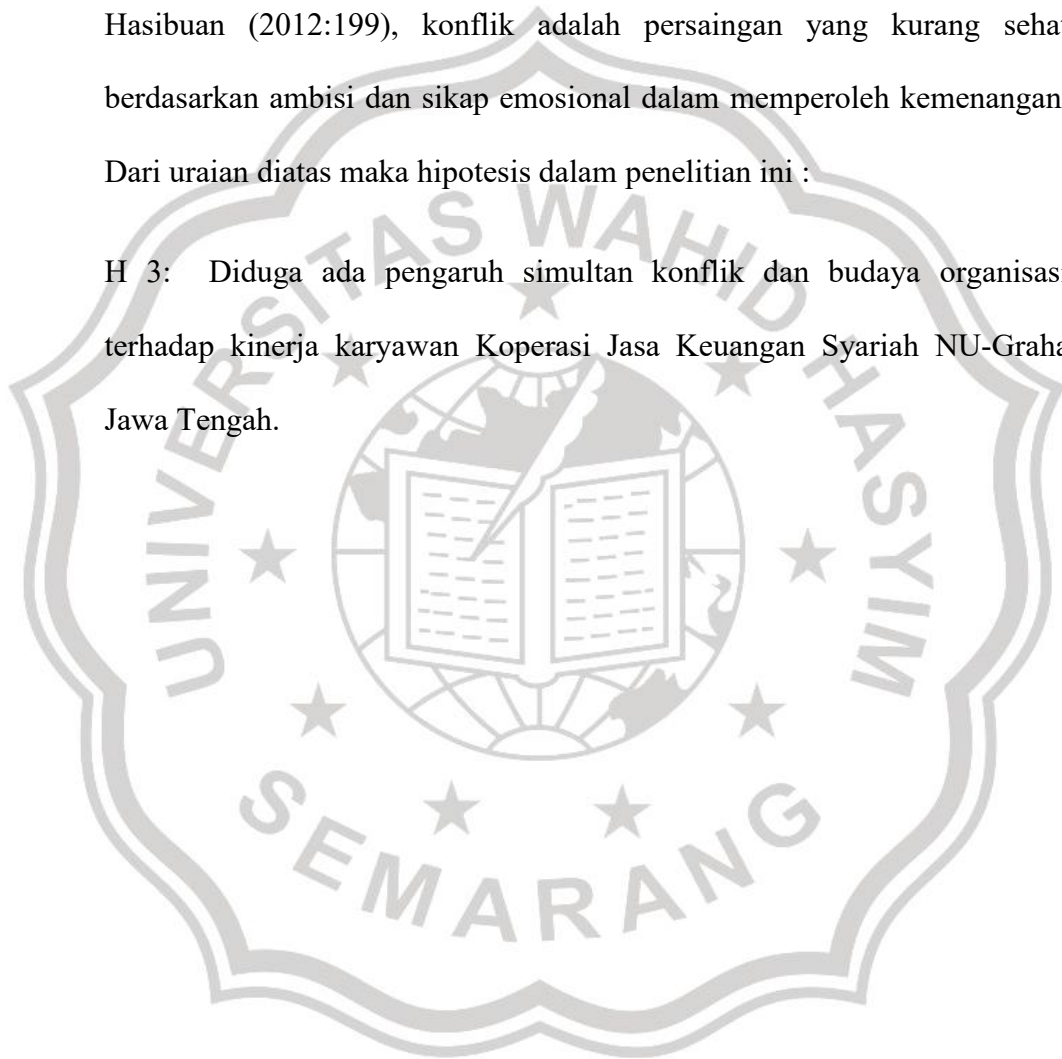 Hasibuan (2012:199), konflik adalah persaingan yang kurang seha
berdasarkan ambisi dan sikap emosional dalam memperoleh kemenangan
Dari uraian diatas maka hipotesis dalam penelitian ini :
H 3: Diduga ada pengaruh simultan konflik dan budaya organisas
terhadap kinerja karyawan Koperasi Jasa Keuangan Syariah NU-Graha
Jawa Tengah.
UNIVERSITAS WAHID HASYIM
SEMARANG